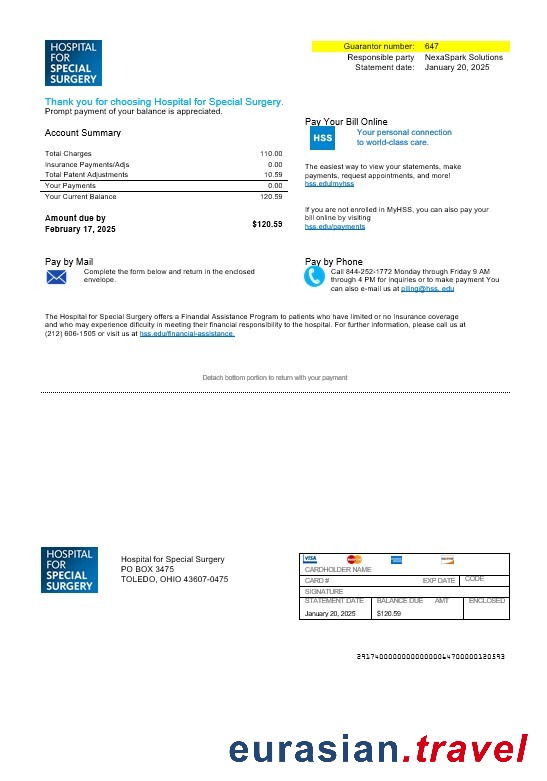 HOSPITAL
FOR
SPECIAL
SURGERY
Guarantor number: 647
Responsible party NexaSpark Solutions
Statement date: January 20, 2025
Thank you for choosing Hospital for Special Surgery.
Prompt payment of your balance is appreciated.
Account Summary
Total Charges 110.00
Insurance Payments/Adjs 0.00
Total Patent Adjustments 10.59
Your Payments 0.00
Your Current Balance 120.59
Amount due by
February 17, 2025 $120.59
Pay Your Bill Online
HSS
Your personal connection
to world-class care.
The easiest way to view your statements, make
payments, request appointments, and more!
hss.edulmyhss
If you are not enrolled in MyHSS, you can also pay your
bill online by visiting
hss.edu/payments
Pay by Mail
Complete the form below and return in the enclosed
envelope.
Pay by Phone
Call 844-252-1772 Monday through Friday 9 AM
through 4 PM for inquiries or to make payment You
can also e-mail us at plling@hss. edu
The Hospital for Special Surgery offers a Finandal Assistance Program to patients who have limited or no Insurance coverage
and who may experience dificulty in meeting their financial responsibility to the hospital. For further information, please call us at
(212) 606-1505 or visit us at hss.edu/financial-assistance.
Detach bottom portion to return with your payment
HOSPITAL
FOR
SPECIAL
SURGERY
Hospital for Special Surgery
PO BOX 3475
TOLEDO, OHIO 43607-0475
VISA
CARDHOLDER NAME
CARD # EXP DATE CODE
SIGNATURE
STATEMENT DATE BALANCE DUE AMT ENCLOSED
January 20, 2025 $120.59
eurasian.travel